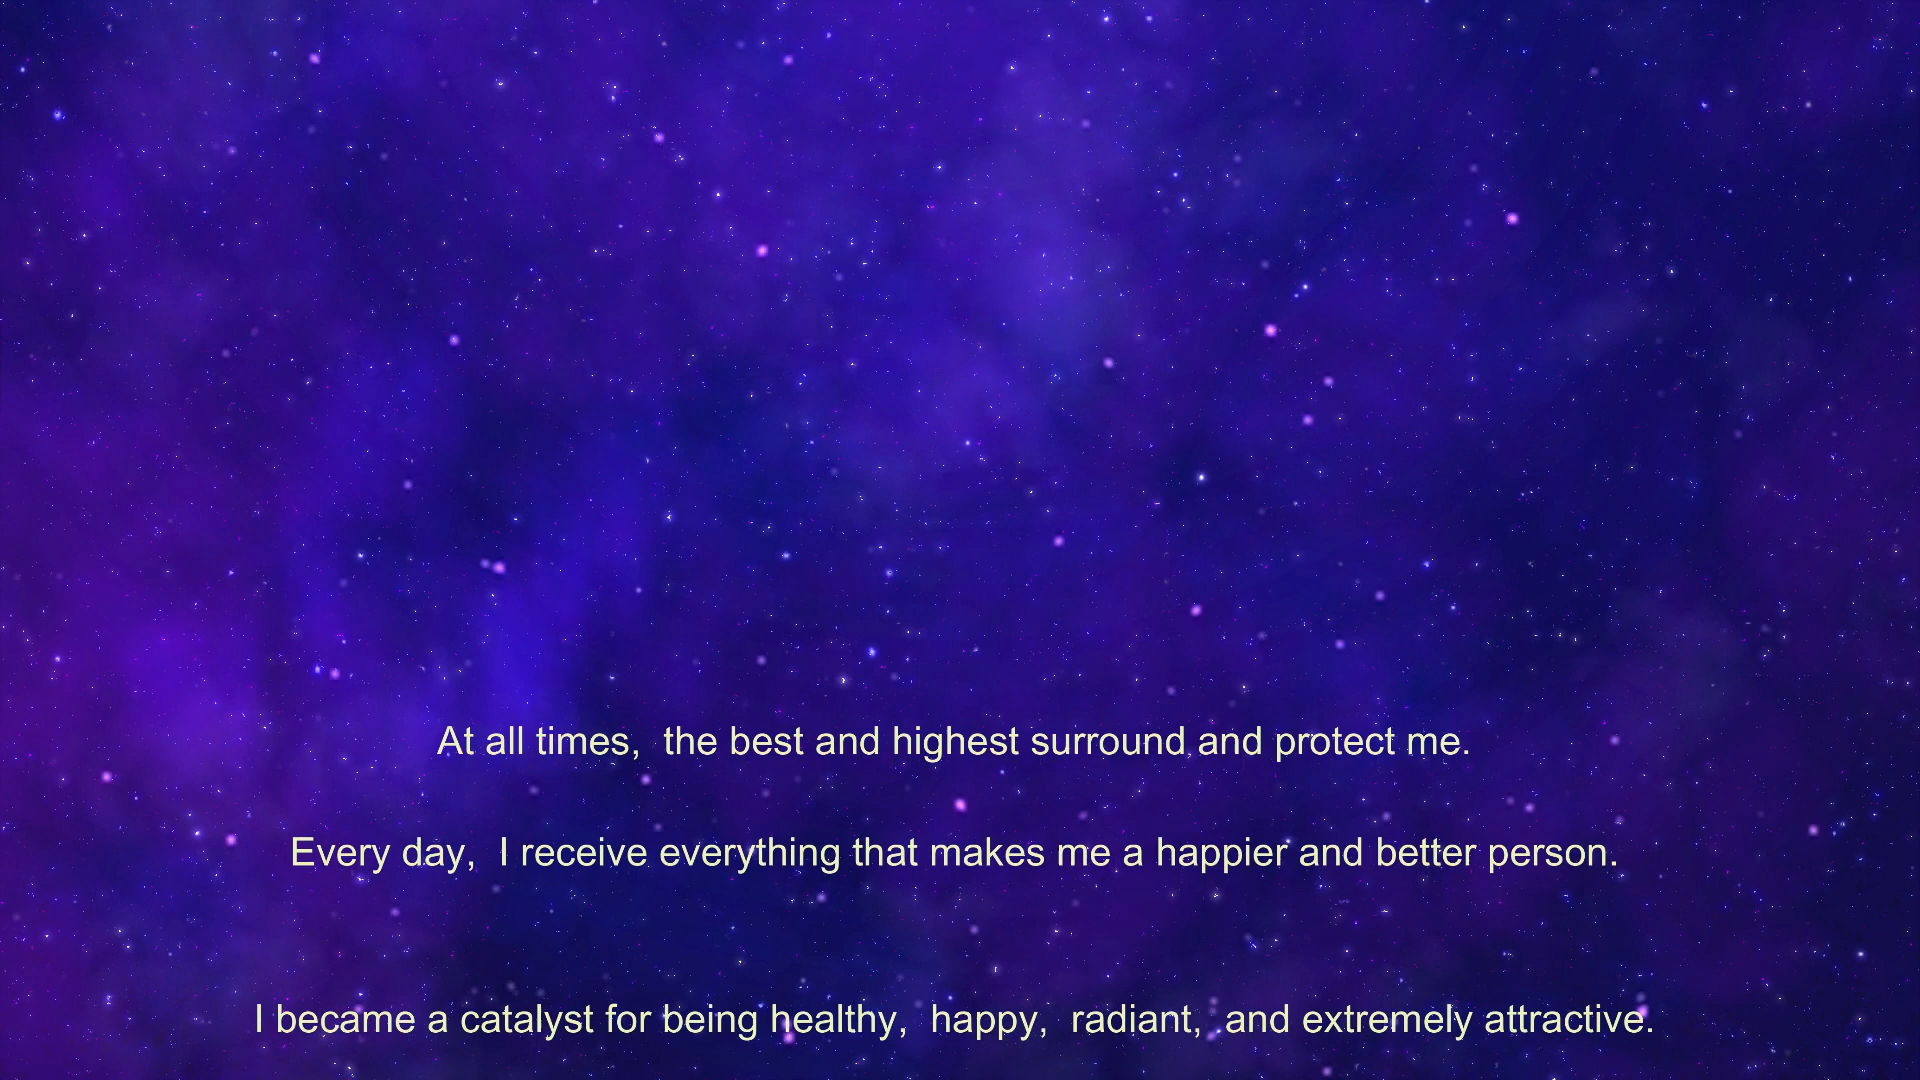 At all times,  the best and highest surround and protect me.
Every day,  I receive everything that makes me a happier and better person.
I became a catalyst for being healthy,  happy,  radiant,  and extremely attractive.